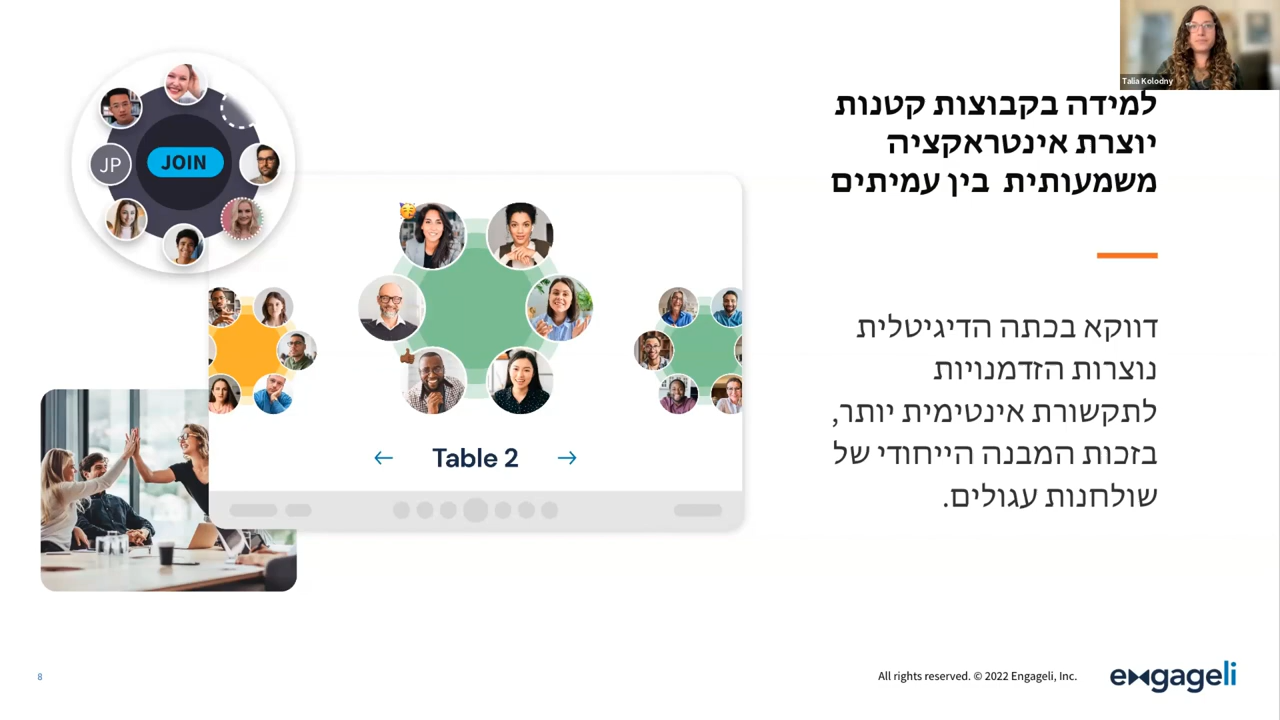 Talia Kolodny
למידה בקבוצות קטנות
יוצרת אינטראקציה
משמעותית בין עמיתים
דווקא בכתה הדיגיטלית
נוצרות הזדמנויות
לתקשורת אינטימית יותר,
בזכות המבנה הייחודי של
שולחנות עגולים.
JOIN
JP
Table 2
8
All rights reserved. © 2022 Engageli, Inc.
engageli